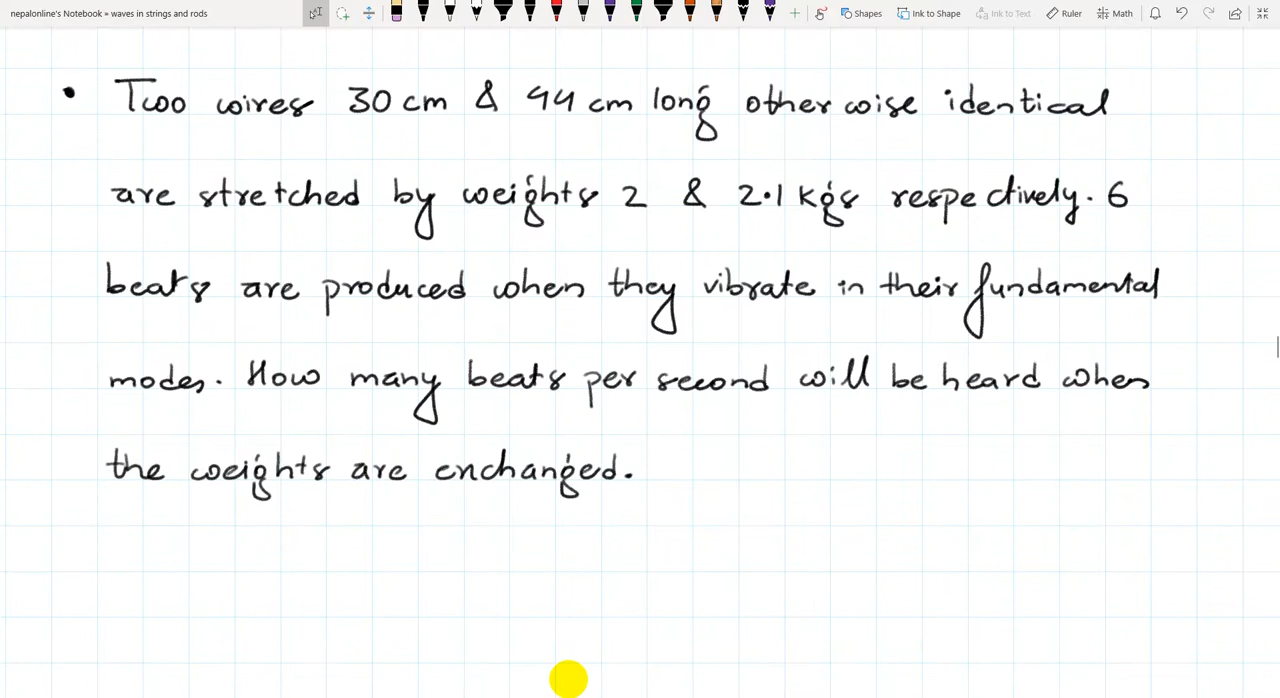 nepalonline's Notebook » waves in strings and rods
Shapes Ink to Shape Ink to Text Ruler Math
• Two wires 30 cm & 44 cm long otherwise identical
are stretched by weights 2 & 2.1 kgs respectively. 6
beats are produced when they vibrate in their fundamental
modes. How many beats per second will be heard when
the weights are enchanged.